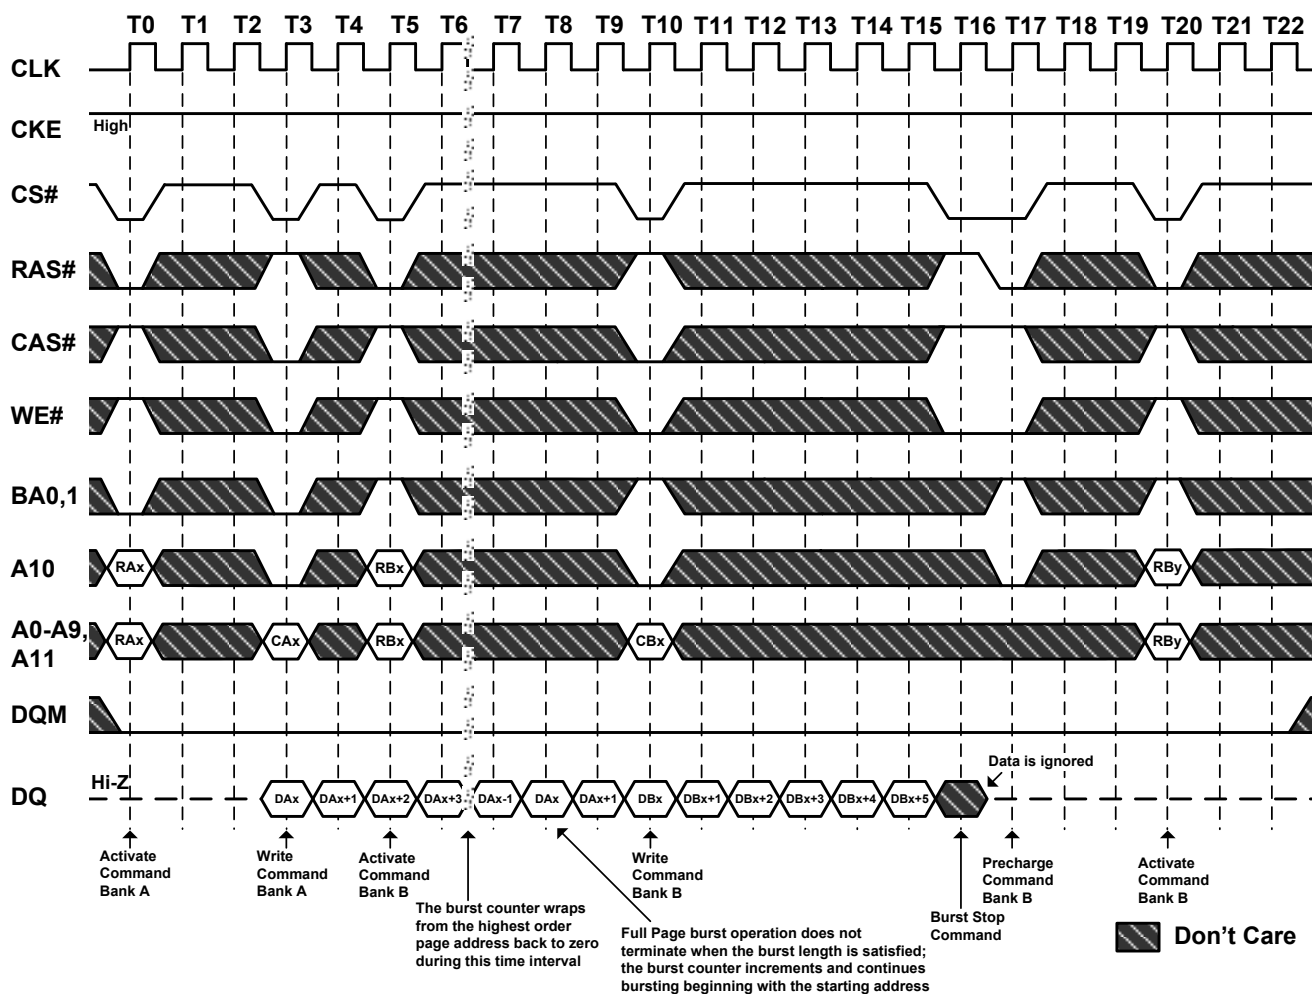 T0 T1 T2 T3 T4 T5 T6 T7 T8 T9 T10 T11 T12 T13 T14 T15 T16 T17 T18 T19 T20 T21 T22
CLK
CKE
High
CS#
RAS#
CAS#
WE#
BA0,1
A10
RAx RBx RBy
A0-A9,
A11
RAx CAx RBx CBx RBy
DQM
DQ
Hi-Z
DAx DAx+1 DAx+2 DAx+3 DAx-1 DAx DAx+1 DBx DBx+1 DBx+2 DBx+3 DBx+4 DBx+5
Data is ignored
Activate
Command
Bank A
Write
Command
Bank A
Activate
Command
Bank B
The burst counter wraps
from the highest order
page address back to zero
during this time interval
Write
Command
Bank B
Full Page burst operation does not
terminate when the burst length is satisfied;
the burst counter increments and continues
bursting beginning with the starting address
Burst Stop
Command
Precharge
Command
Bank B
Activate
Command
Bank B
Don't Care